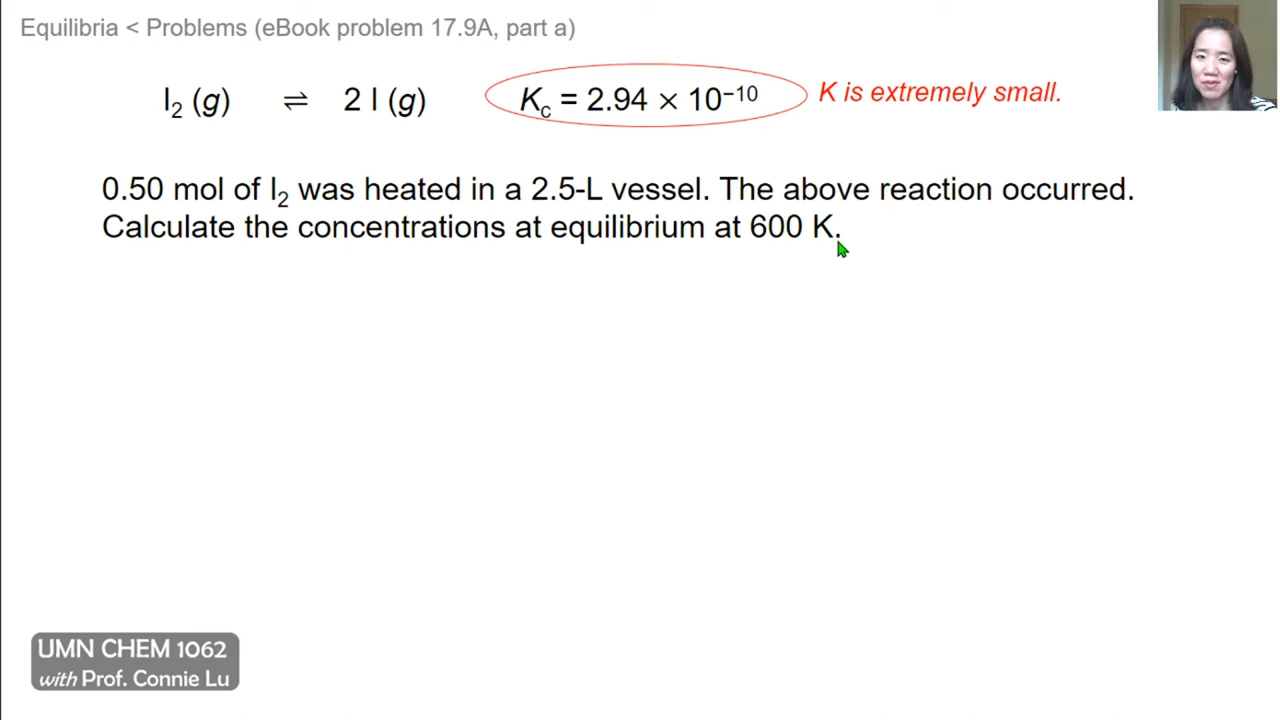 Equilibria < Problems (eBook problem 17.9A, part a)
I₂ (g) ⇌ 2 I (g) K꜀ = 2.94 × 10⁻¹⁰ K is extremely small.
0.50 mol of I₂ was heated in a 2.5-L vessel. The above reaction occurred.
Calculate the concentrations at equilibrium at 600 K.
UMN CHEM 1062
with Prof. Connie Lu